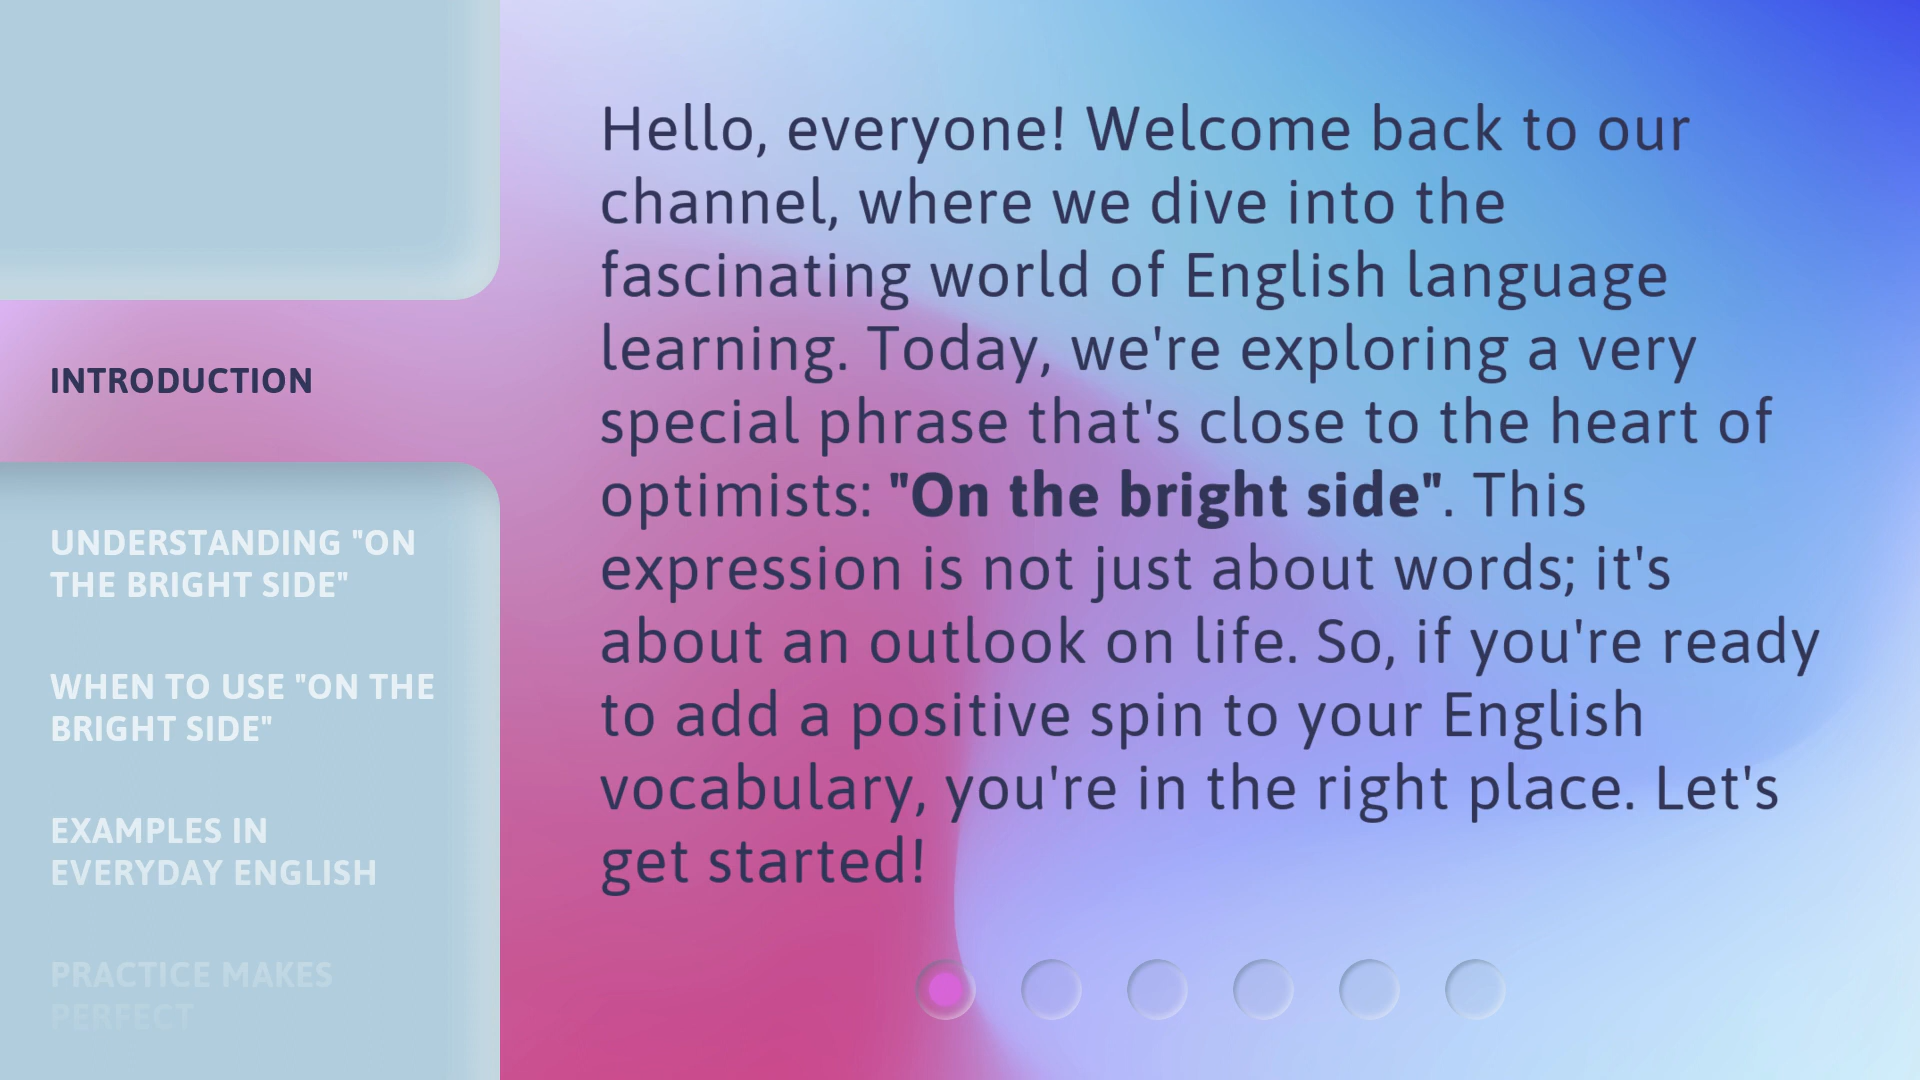 INTRODUCTION
UNDERSTANDING "ON
THE BRIGHT SIDE"
WHEN TO USE "ON THE
BRIGHT SIDE"
EXAMPLES IN
EVERYDAY ENGLISH
PRACTICE MAKES
PERFECT
Hello, everyone! Welcome back to our
channel, where we dive into the
fascinating world of English language
learning. Today, we're exploring a very
special phrase that's close to the heart of
optimists: "On the bright side". This
expression is not just about words; it's
about an outlook on life. So, if you're ready
to add a positive spin to your English
vocabulary, you're in the right place. Let's
get started!